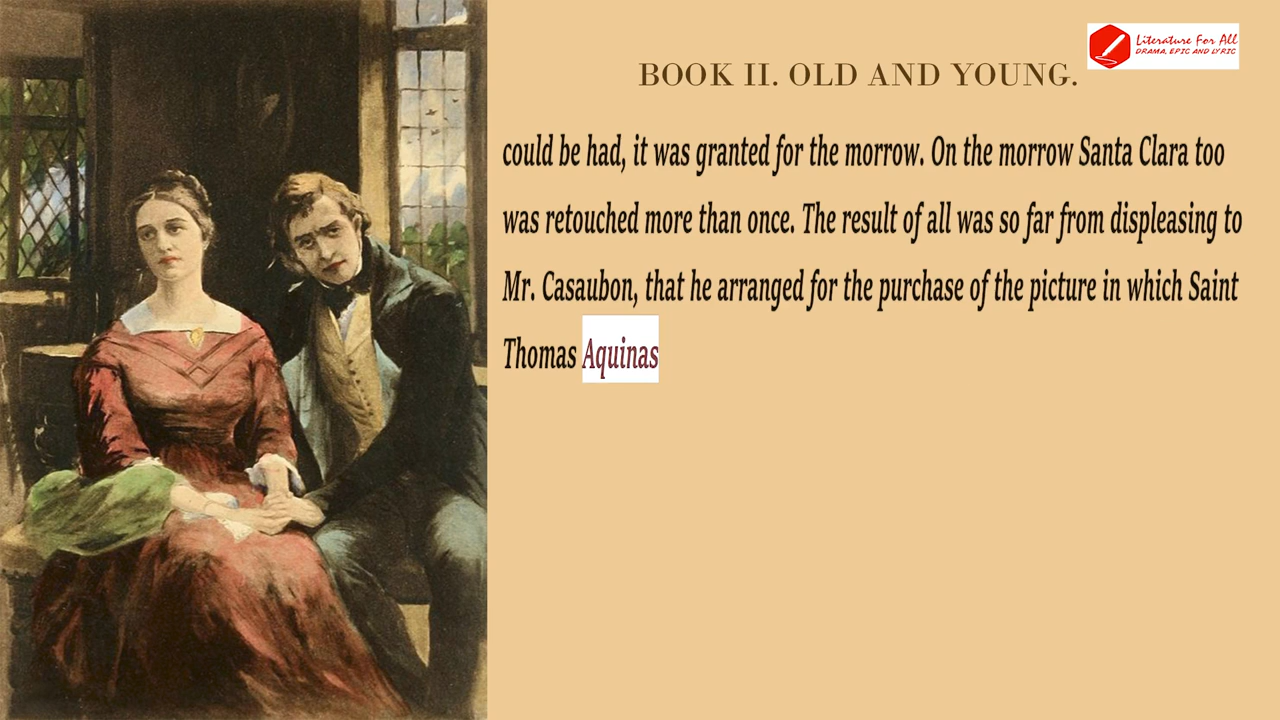 Literature For All
DRAMA, EPIC AND LYRIC
BOOK II. OLD AND YOUNG.
could be had, it was granted for the morrow. On the morrow Santa Clara too
was retouched more than once. The result of all was so far from displeasing to
Mr. Casaubon, that he arranged for the purchase of the picture in which Saint
Thomas Aquinas